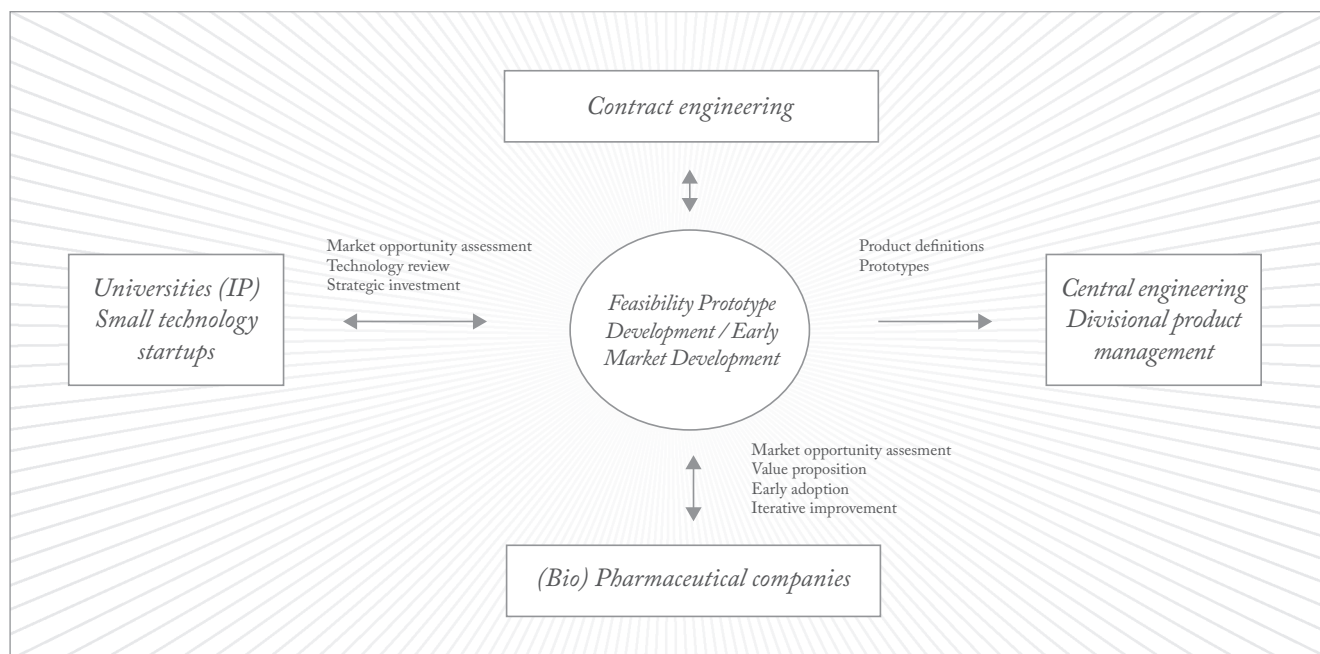 Contract engineering
Market opportunity assessment
Technology review
Strategic investment
Product definitions
Prototypes
Universities (IP)
Small technology
startups
Feasibility Prototype
Development / Early
Market Development
Central engineering
Divisional product
management
Market opportunity assesment
Value proposition
Early adoption
Iterative improvement
(Bio) Pharmaceutical companies